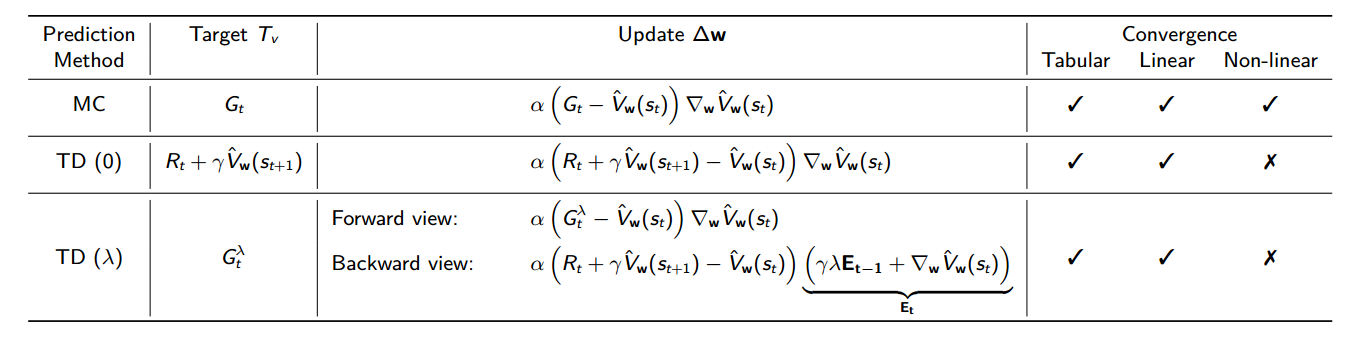 Prediction Method | Target T_v | Update Δ𝐰 | Convergence
Tabular | Linear | Non-linear
MC | G_t | α (G_t − V̂_𝐰(s_t)) ∇_𝐰 V̂_𝐰(s_t) | ✓ | ✓ | ✓
TD (0) | R_t + γ V̂_𝐰(s_{t+1}) | α (R_t + γ V̂_𝐰(s_{t+1}) − V̂_𝐰(s_t)) ∇_𝐰 V̂_𝐰(s_t) | ✓ | ✓ | ✗
TD (λ) | G_t^λ | ✓ | ✓ | ✗
Forward view: α (G_t^λ − V̂_𝐰(s_t)) ∇_𝐰 V̂_𝐰(s_t)
Backward view: α (R_t + γ V̂_𝐰(s_{t+1}) − V̂_𝐰(s_t)) (γλ𝐄_{𝐭−𝟏} + ∇_𝐰 V̂_𝐰(s_t))
𝐄_𝐭